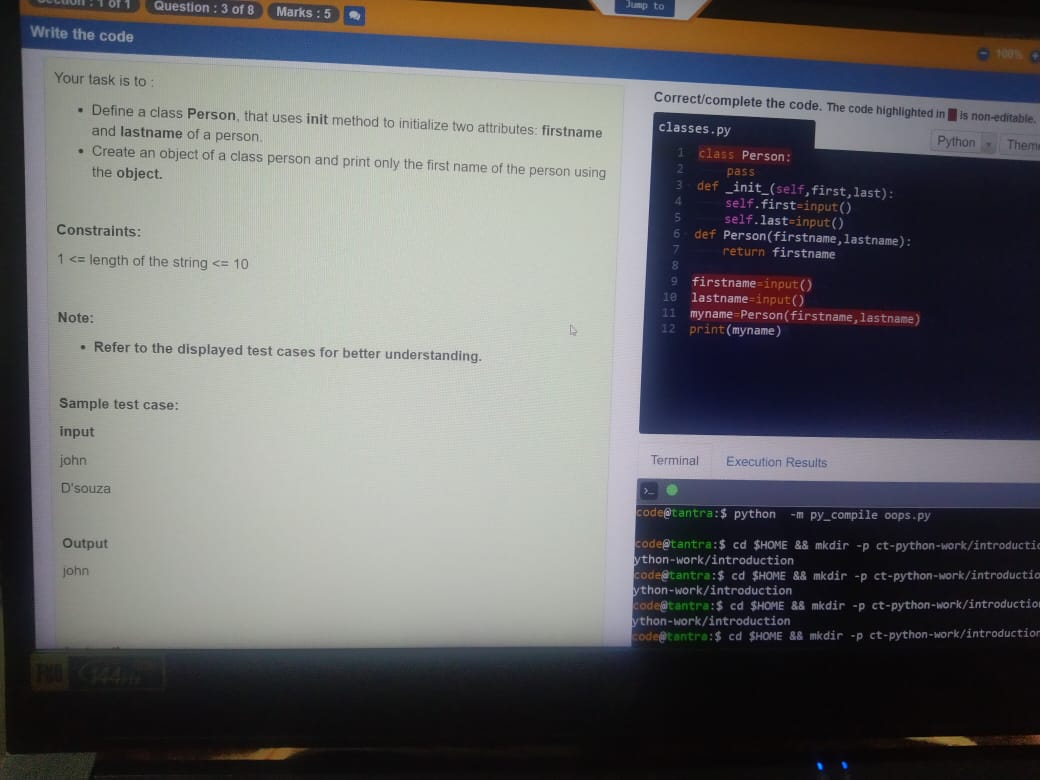 Section : 1 of 1 Question : 3 of 8 Marks : 5
Jump to
Write the code
100%
Your task is to :
• Define a class Person, that uses init method to initialize two attributes: firstname
and lastname of a person.
• Create an object of a class person and print only the first name of the person using
the object.
Constraints:
1 <= length of the string <= 10
Note:
• Refer to the displayed test cases for better understanding.
Sample test case:
input
john
D'souza
Output
john
Correct/complete the code. The code highlighted in is non-editable.
classes.py
Python Them
1 class Person:
2 pass
3 def _init_(self,first,last):
4 self.first=input()
5 self.last=input()
6 def Person(firstname,lastname):
7 return firstname
8
9 firstname=input()
10 lastname=input()
11 myname=Person(firstname,lastname)
12 print(myname)
Terminal Execution Results
>_
code@tantra:$ python -m py_compile oops.py
code@tantra:$ cd $HOME && mkdir -p ct-python-work/introductio
ython-work/introduction
code@tantra:$ cd $HOME && mkdir -p ct-python-work/introductio
ython-work/introduction
code@tantra:$ cd $HOME && mkdir -p ct-python-work/introduction
ython-work/introduction
code@tantra:$ cd $HOME && mkdir -p ct-python-work/introduction